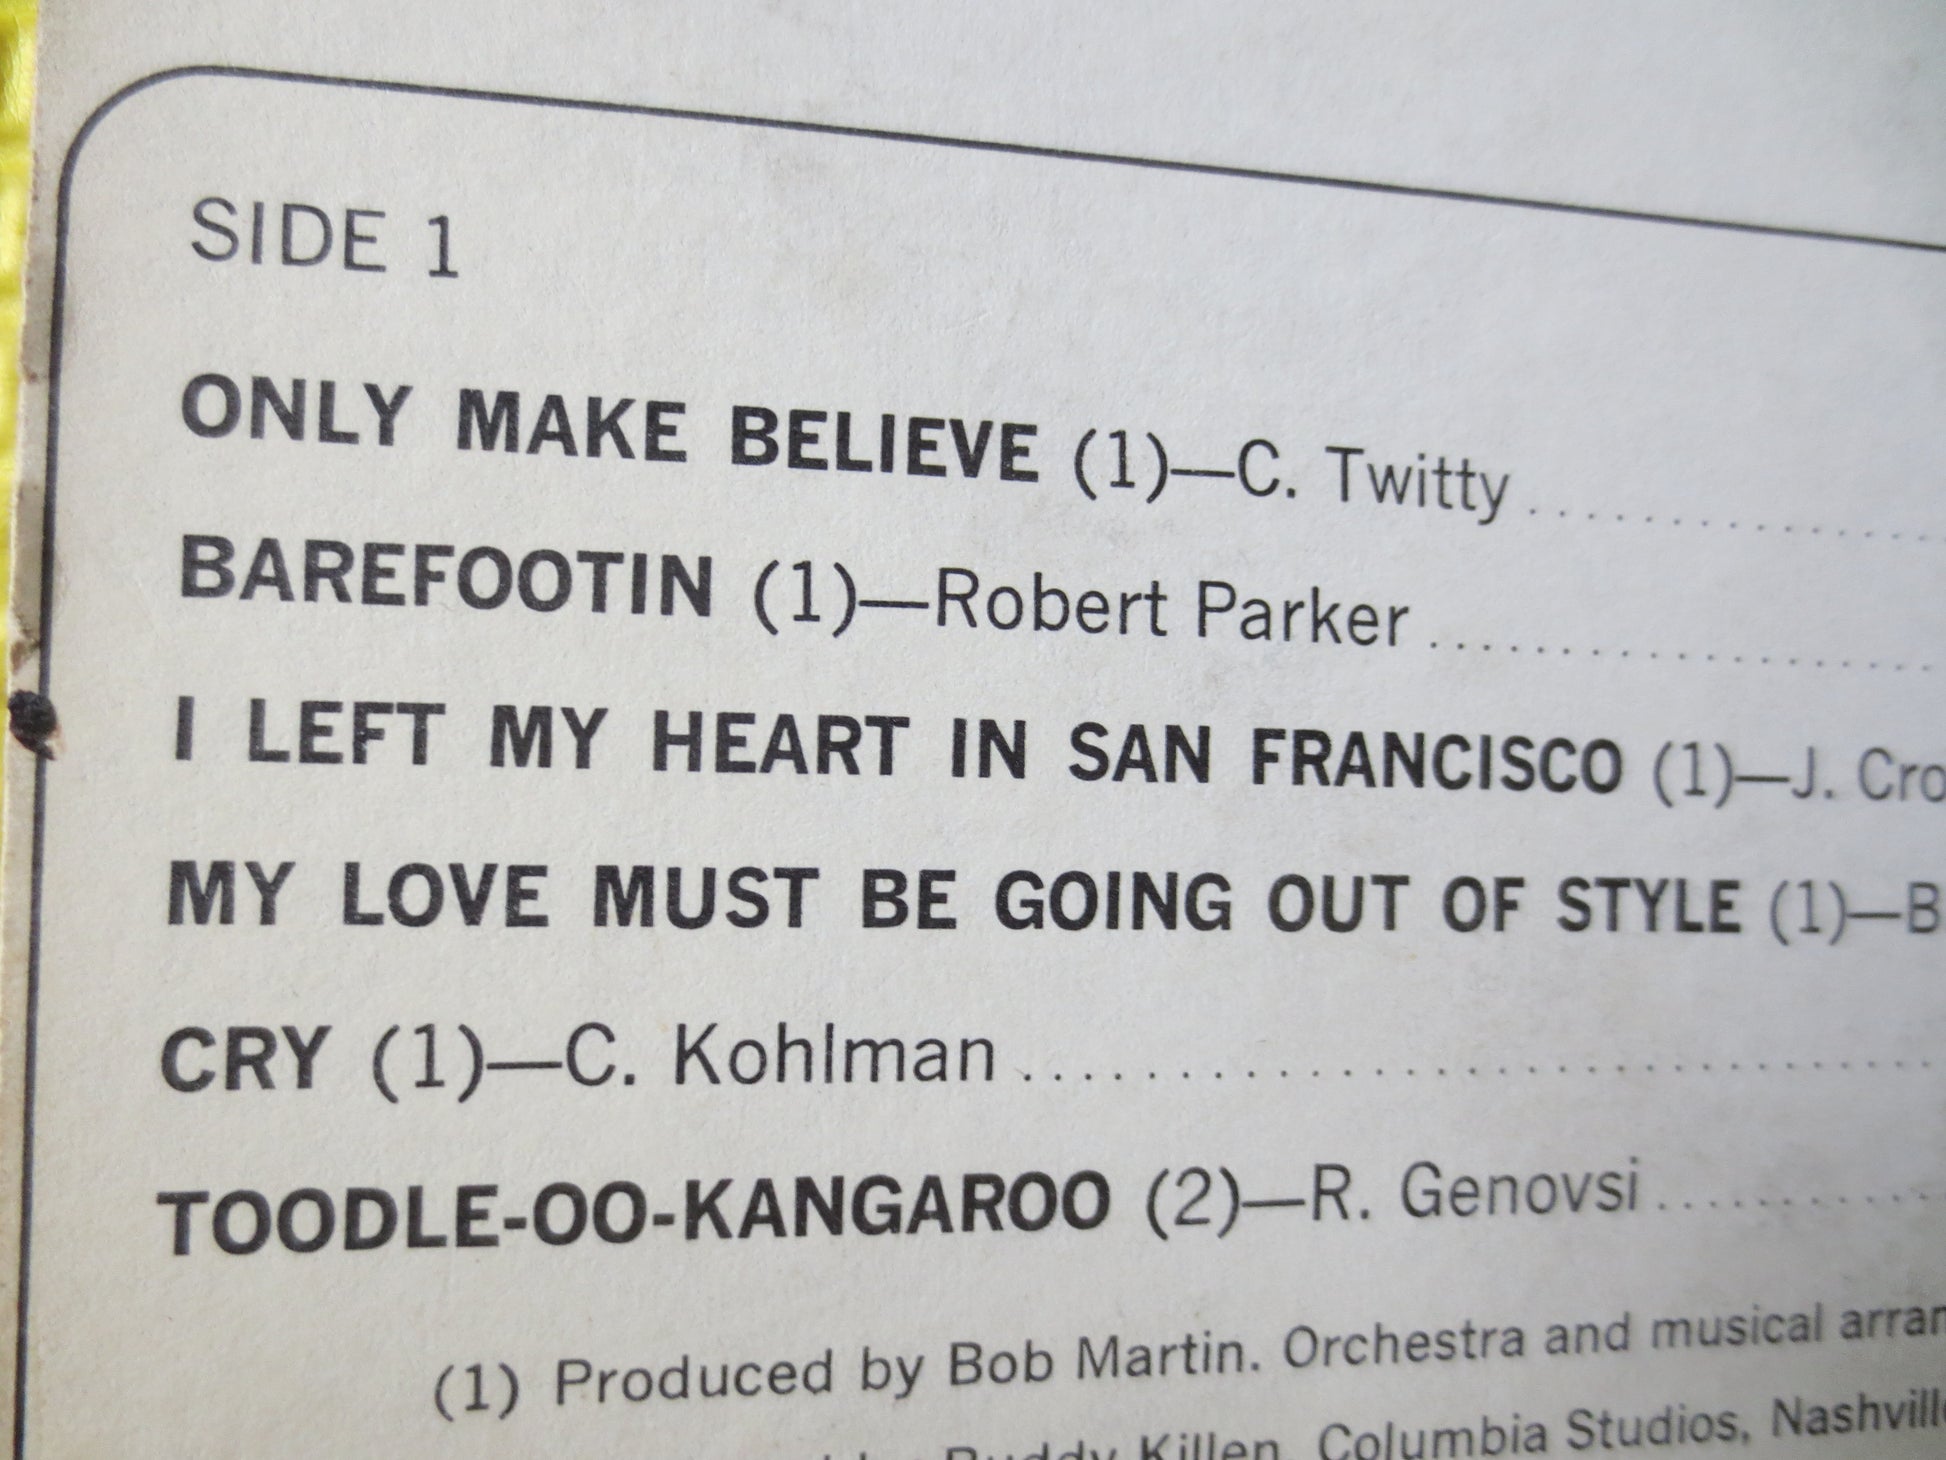 SIDE 1
ONLY MAKE BELIEVE (1)—C. Twitty
BAREFOOTIN (1)—Robert Parker
I LEFT MY HEART IN SAN FRANCISCO (1)—J. Cro
MY LOVE MUST BE GOING OUT OF STYLE (1)—B
CRY (1)—C. Kohlman
TOODLE-OO-KANGAROO (2)—R. Genovsi
(1) Produced by Bob Martin. Orchestra and musical arran
Buddy Killen, Columbia Studios, Nashville